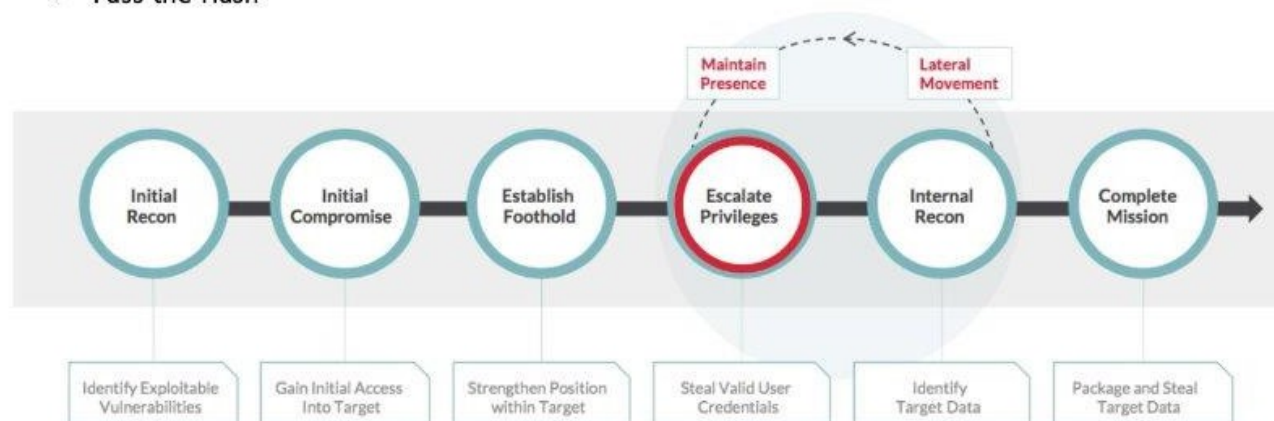 Maintain
Presence
Lateral
Movement
Initial
Recon
Initial
Compromise
Establish
Foothold
Escalate
Privileges
Internal
Recon
Complete
Mission
Identify Exploitable
Vulnerabilities
Gain Initial Access
Into Target
Strengthen Position
within Target
Steal Valid User
Credentials
Identify
Target Data
Package and Steal
Target Data